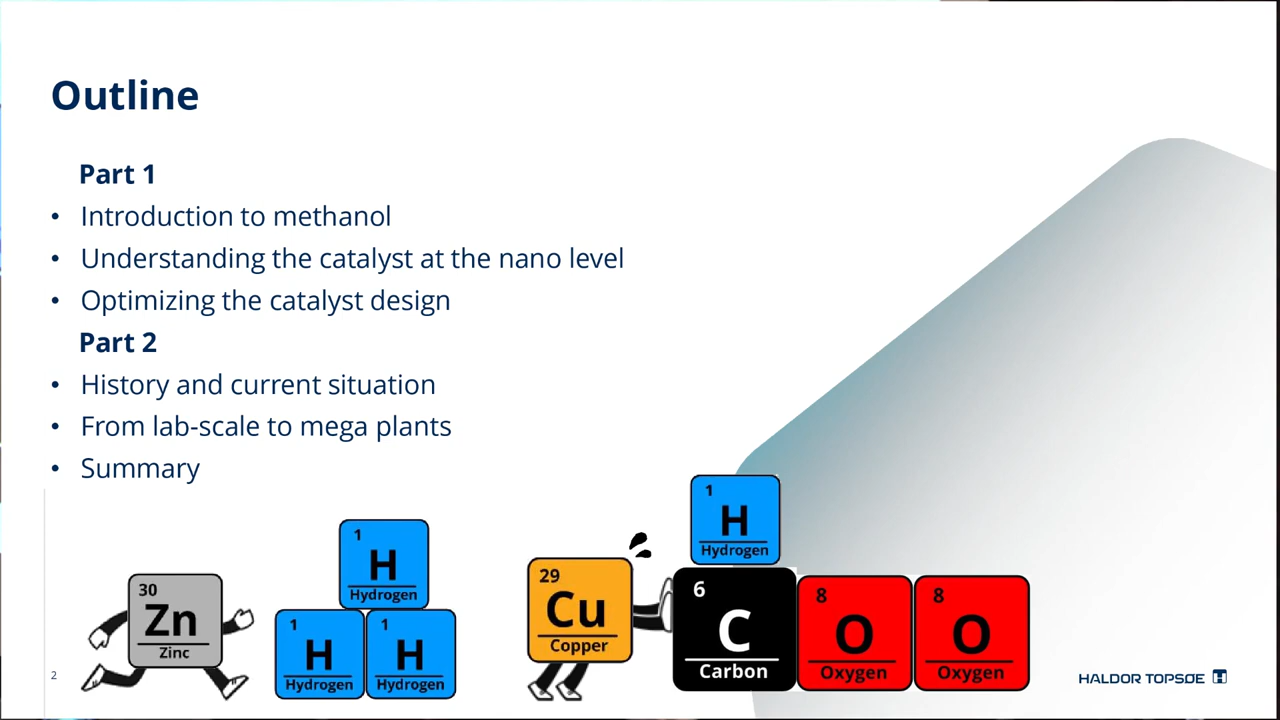 Outline
Part 1
• Introduction to methanol
• Understanding the catalyst at the nano level
• Optimizing the catalyst design
Part 2
• History and current situation
• From lab-scale to mega plants
• Summary
1
H
Hydrogen
1
H
Hydrogen
29
Cu
Copper
30
Zn
Zinc
6
C
Carbon
8
O
Oxygen
8
O
Oxygen
1
H
Hydrogen
1
H
Hydrogen
2
HALDOR TOPSØE